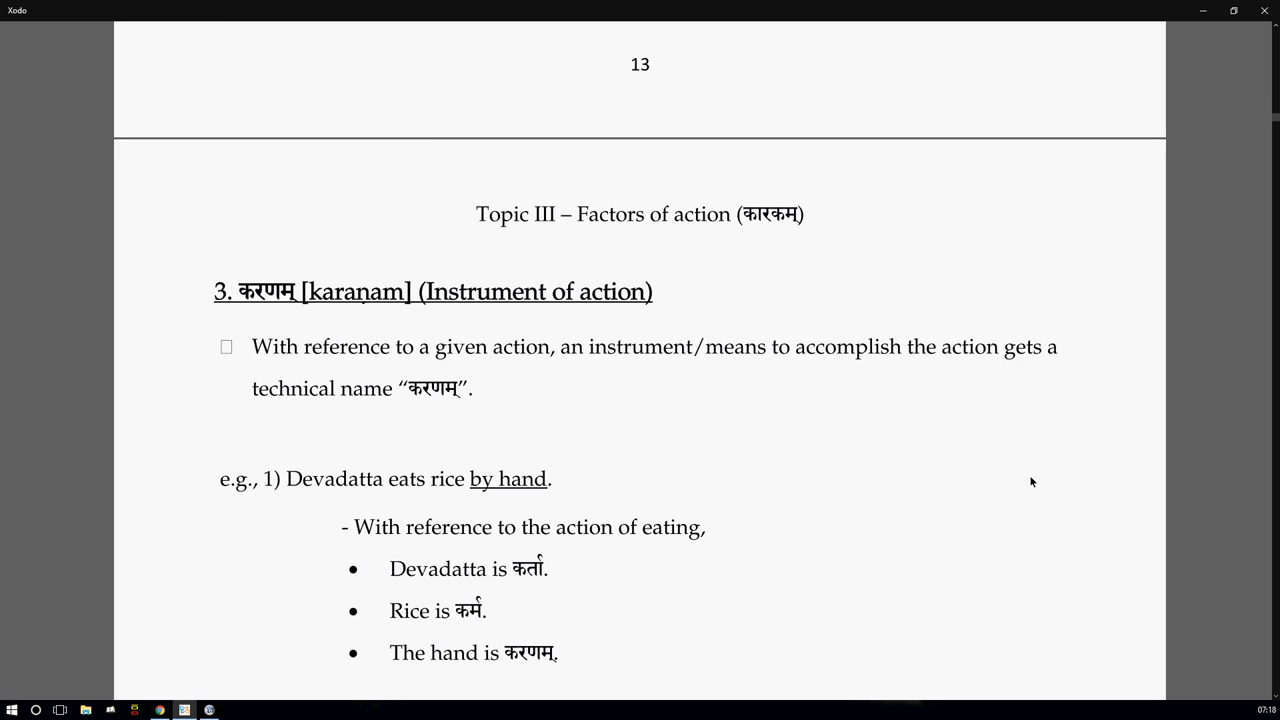 Xodo
13
Topic III – Factors of action (कारकम्)
3. करणम् [karaṇam] (Instrument of action)
With reference to a given action, an instrument/means to accomplish the action gets a
technical name “करणम्”.
e.g., 1) Devadatta eats rice by hand.
- With reference to the action of eating,
• Devadatta is कर्ता.
• Rice is कर्म.
• The hand is करणम्.
07:18